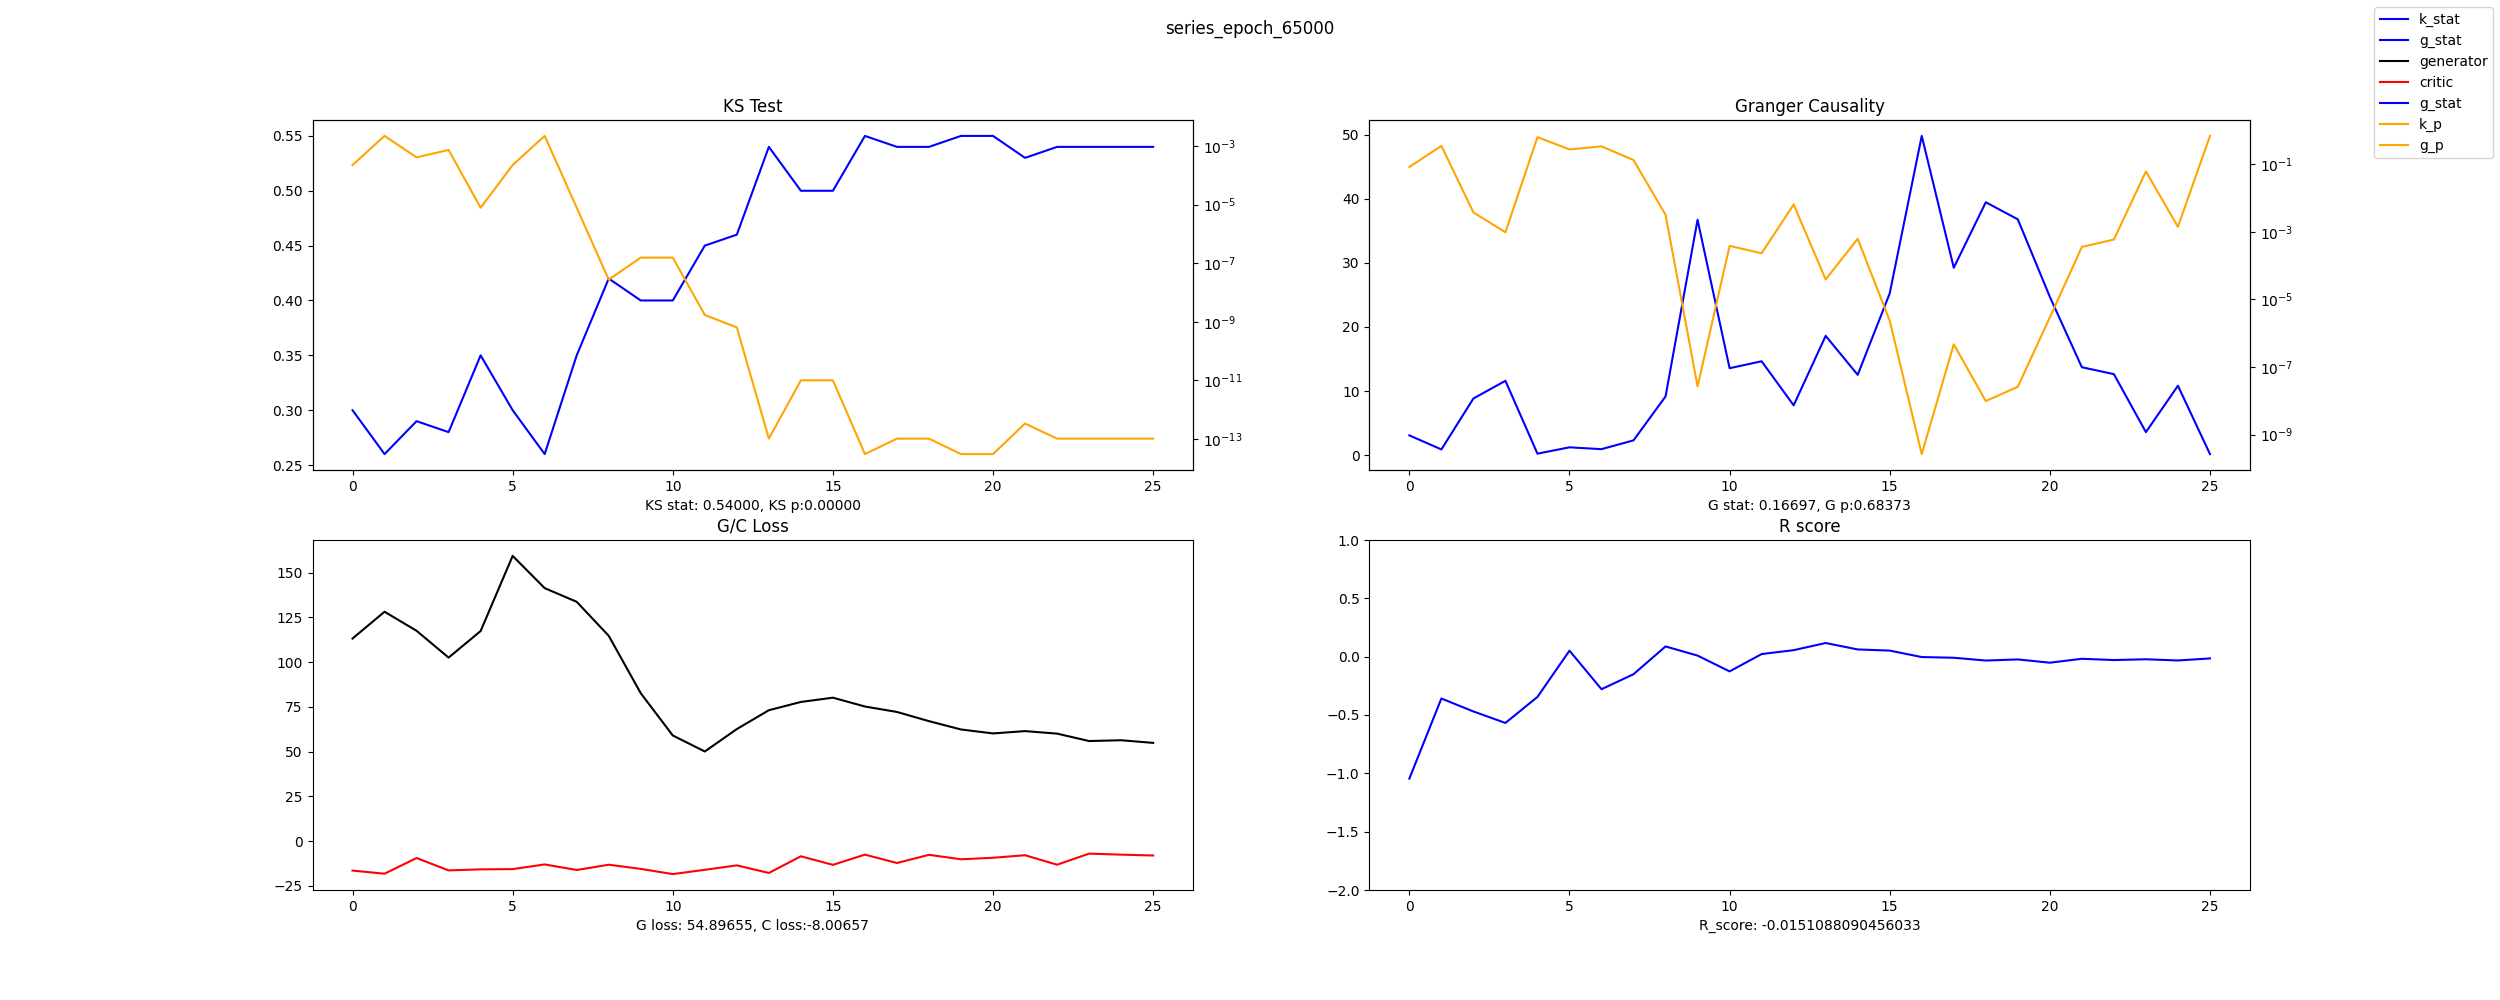 series_epoch_65000
k_stat
g_stat
generator
critic
g_stat
k_p
g_p
KS Test
0.55
0.50
0.45
0.40
0.35
0.30
0.25
10⁻³
10⁻⁵
10⁻⁷
10⁻⁹
10⁻¹¹
10⁻¹³
0 5 10 15 20 25
KS stat: 0.54000, KS p:0.00000
Granger Causality
50
40
30
20
10
0
10⁻¹
10⁻³
10⁻⁵
10⁻⁷
10⁻⁹
0 5 10 15 20 25
G stat: 0.16697, G p:0.68373
G/C Loss
150
125
100
75
50
25
0
−25
0 5 10 15 20 25
G loss: 54.89655, C loss:-8.00657
R score
1.0
0.5
0.0
−0.5
−1.0
−1.5
−2.0
0 5 10 15 20 25
R_score: -0.0151088090456033